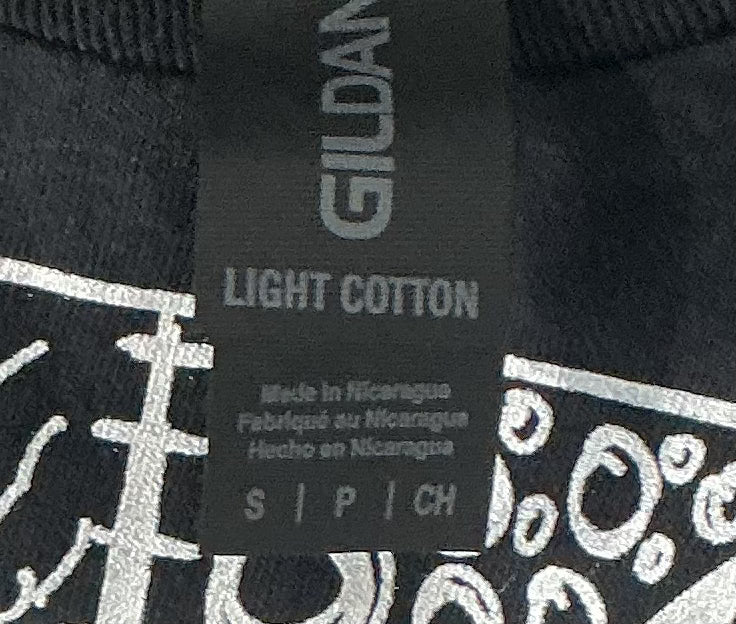 GILDAN
LIGHT COTTON
Made in Nicaragua
Fabriqué au Nicaragua
Hecho en Nicaragua
S | P | CH